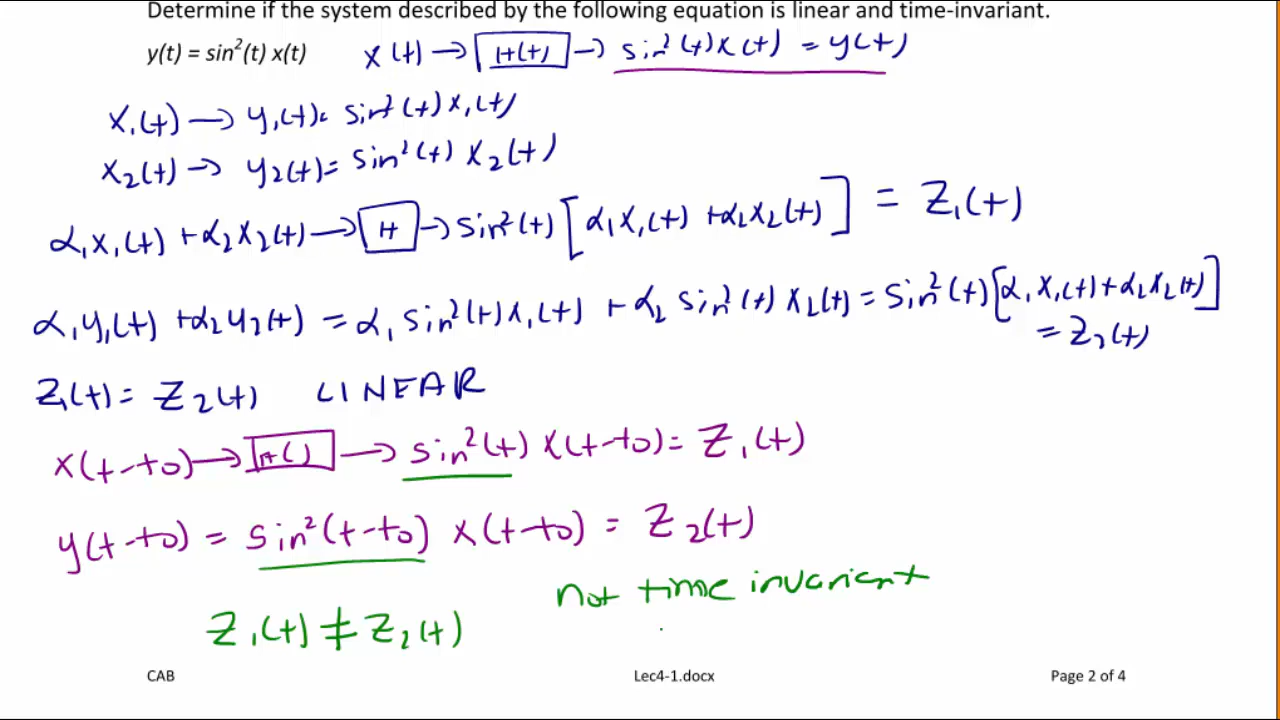 Determine if the system described by the following equation is linear and time-invariant.
y(t) = sin²(t) x(t) x(t) → H(t) → sin²(t)x(t) = y(t)
x₁(t) → y₁(t) = sin²(t) x₁(t)
x₂(t) → y₂(t) = sin²(t) x₂(t)
α₁x₁(t) + α₂x₂(t) → H → sin²(t) [α₁x₁(t) + α₂x₂(t)] = z₁(t)
α₁y₁(t) + α₂y₂(t) = α₁ sin²(t)x₁(t) + α₂ sin²(t) x₂(t) = sin²(t)[α₁x₁(t) + α₂x₂(t)]
= z₂(t)
z₁(t) = z₂(t) LINEAR
x(t-t₀) → H() → sin²(t) x(t-t₀) = z₁(t)
y(t-t₀) = sin²(t-t₀) x(t-t₀) = z₂(t)
not time invarient
z₁(t) ≠ z₂(t)
CAB Lec4-1.docx Page 2 of 4